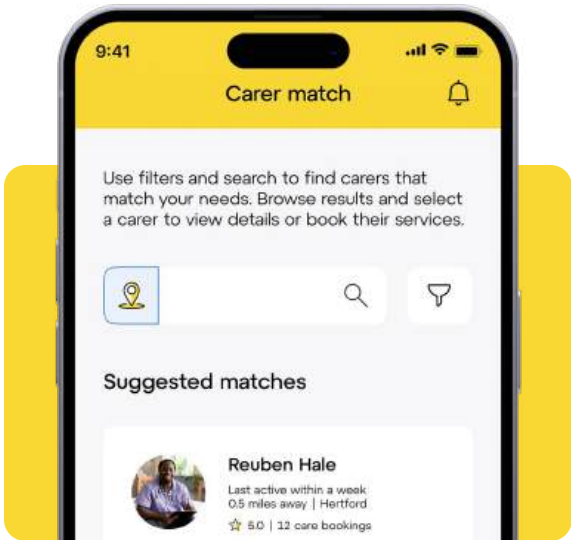 9:41
Carer match
Use filters and search to find carers that
match your needs. Browse results and select
a carer to view details or book their services.
Suggested matches
Reuben Hale
Last active within a week
0.5 miles away | Hertford
5.0 | 12 care bookings